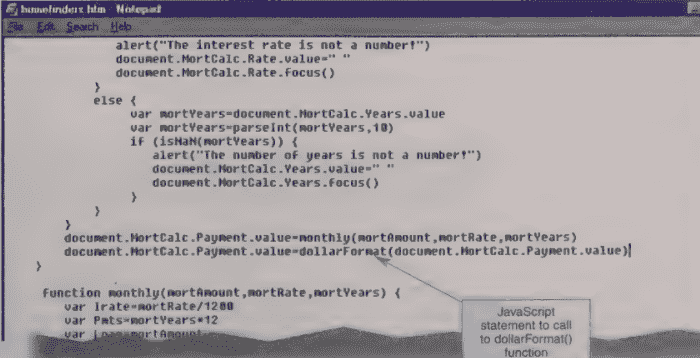 homefinders.htm - Notepad
File Edit Search Help
alert("The interest rate is not a number!")
document.MortCalc.Rate.value=" "
document.MortCalc.Rate.focus()
}
else {
var mortYears=document.MortCalc.Years.value
var mortYears=parseInt(mortYears,10)
if (isNaN(mortYears)) {
alert("The number of years is not a number!")
document.MortCalc.Years.value=" "
document.MortCalc.Years.focus()
}
}
}
document.MortCalc.Payment.value=monthly(mortAmount,mortRate,mortYears)
document.MortCalc.Payment.value=dollarFormat(document.MortCalc.Payment.value)
}
function monthly(mortAmount,mortRate,mortYears) {
var Irate=mortRate/1200
var Pmts=mortYears*12
var Loan=mortAmount
JavaScript
statement to call
to dollarFormat()
function